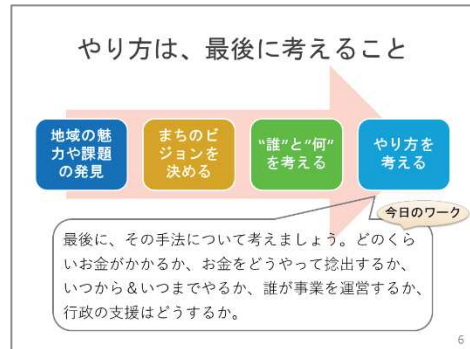 やり方は、最後に考えること
地域の魅
力や課題
の発見
まちのビ
ジョンを
決める
“誰”と”何”
を考える
やり方を
考える
今日のワーク
最後に、その手法について考えましょう。どのくら
いお金がかかるか、お金をどうやって捻出するか、
いつから＆いつまでやるか、誰が事業を運営するか、
行政の支援はどうするか。
6